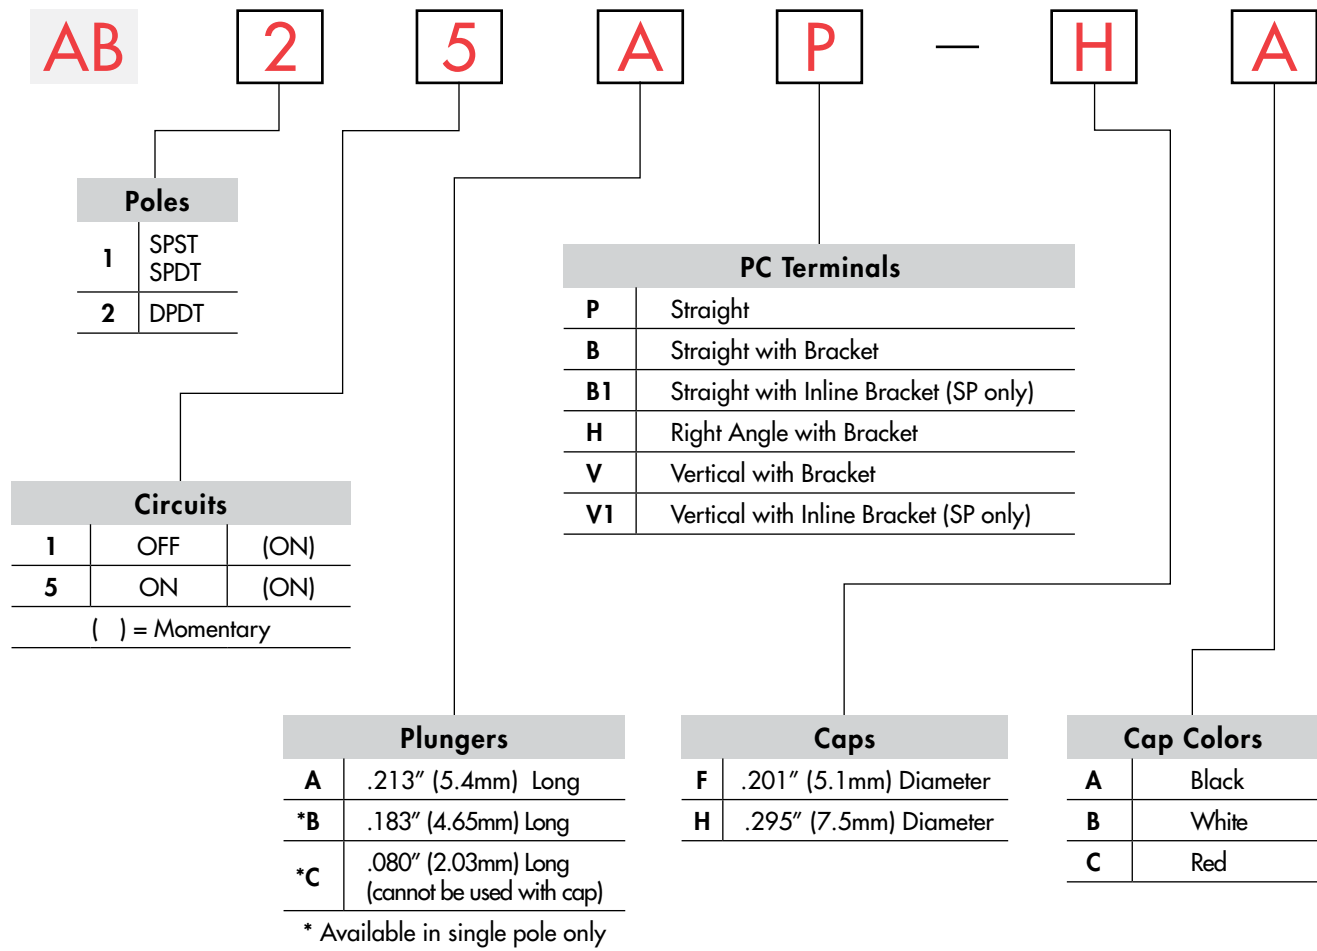 AB 2 5 A P — H A
Poles
1 SPST
SPDT
2 DPDT
PC Terminals
P Straight
B Straight with Bracket
B1 Straight with Inline Bracket (SP only)
H Right Angle with Bracket
V Vertical with Bracket
V1 Vertical with Inline Bracket (SP only)
Circuits
1 OFF (ON)
5 ON (ON)
( ) = Momentary
Plungers
A .213″ (5.4mm) Long
*B .183″ (4.65mm) Long
*C .080″ (2.03mm) Long
(cannot be used with cap)
* Available in single pole only
Caps
F .201″ (5.1mm) Diameter
H .295″ (7.5mm) Diameter
Cap Colors
A Black
B White
C Red